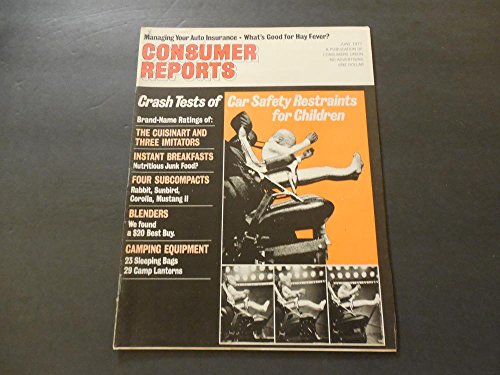 Managing Your Auto Insurance • What's Good for Hay Fever?
CONSUMER
REPORTS
JUNE 1977
A PUBLICATION OF
CONSUMERS UNION
NO ADVERTISING
ONE DOLLAR
Crash Tests of Car Safety Restraints
for Children
Brand-Name Ratings of:
THE CUISINART AND
THREE IMITATORS
INSTANT BREAKFASTS
Nutritious Junk Food?
FOUR SUBCOMPACTS
Rabbit, Sunbird,
Corolla, Mustang II
BLENDERS
We found
a $20 Best Buy.
CAMPING EQUIPMENT
23 Sleeping Bags
29 Camp Lanterns